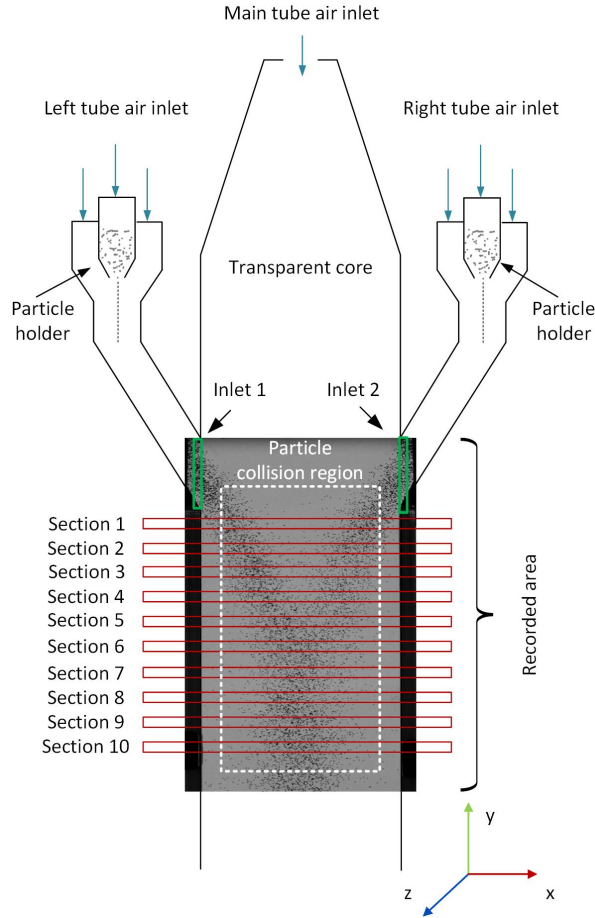 Main tube air inlet
Left tube air inlet
Right tube air inlet
Transparent core
Particle
holder
Particle
holder
Inlet 1
Inlet 2
Particle
collision region
Section 1
Section 2
Section 3
Section 4
Section 5
Section 6
Section 7
Section 8
Section 9
Section 10
Recorded area
y
z
x